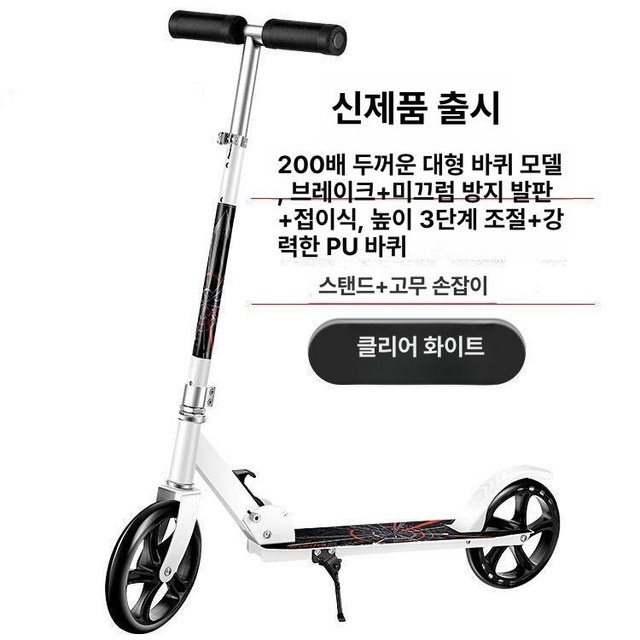 신제품 출시
200배 두꺼운 대형 바퀴 모델
, 브레이크+미끄럼 방지 발판
+접이식, 높이 3단계 조절+강
력한 PU 바퀴
스탠드+고무 손잡이
클리어 화이트